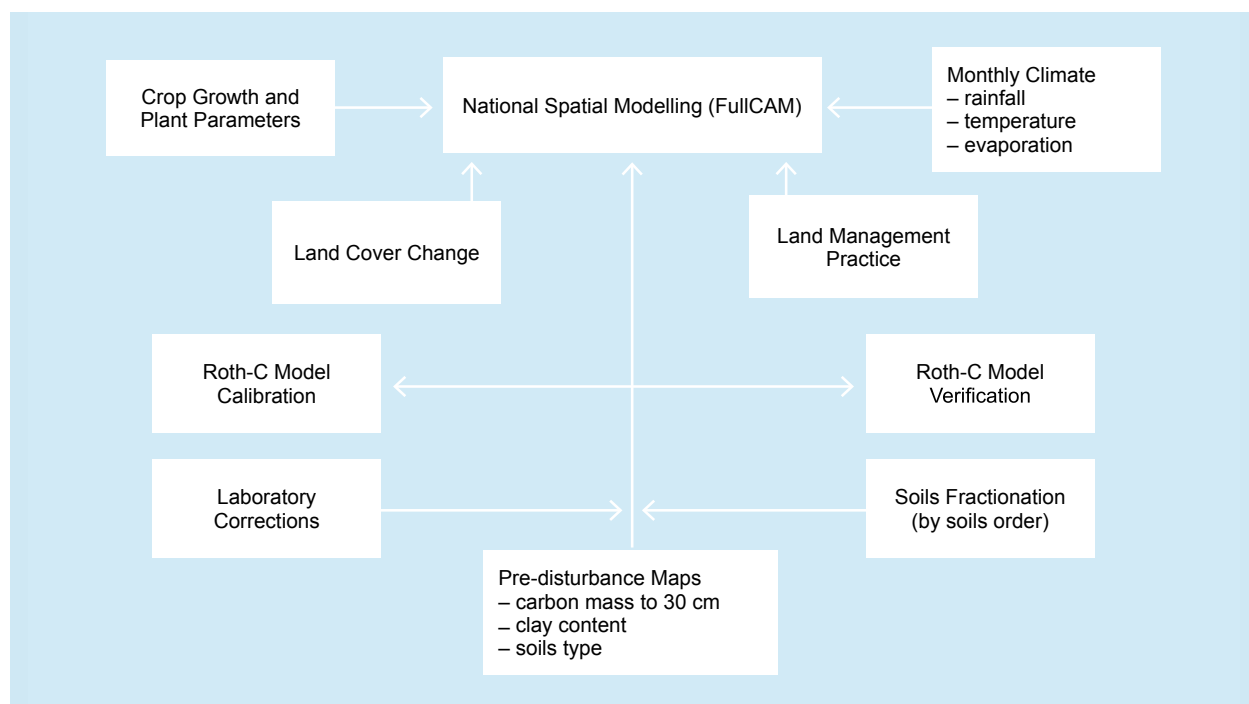 Crop Growth and
Plant Parameters
National Spatial Modelling (FullCAM)
Monthly Climate
– rainfall
– temperature
– evaporation
Land Cover Change
Land Management
Practice
Roth-C Model
Calibration
Roth-C Model
Verification
Laboratory
Corrections
Soils Fractionation
(by soils order)
Pre-disturbance Maps
– carbon mass to 30 cm
– clay content
– soils type